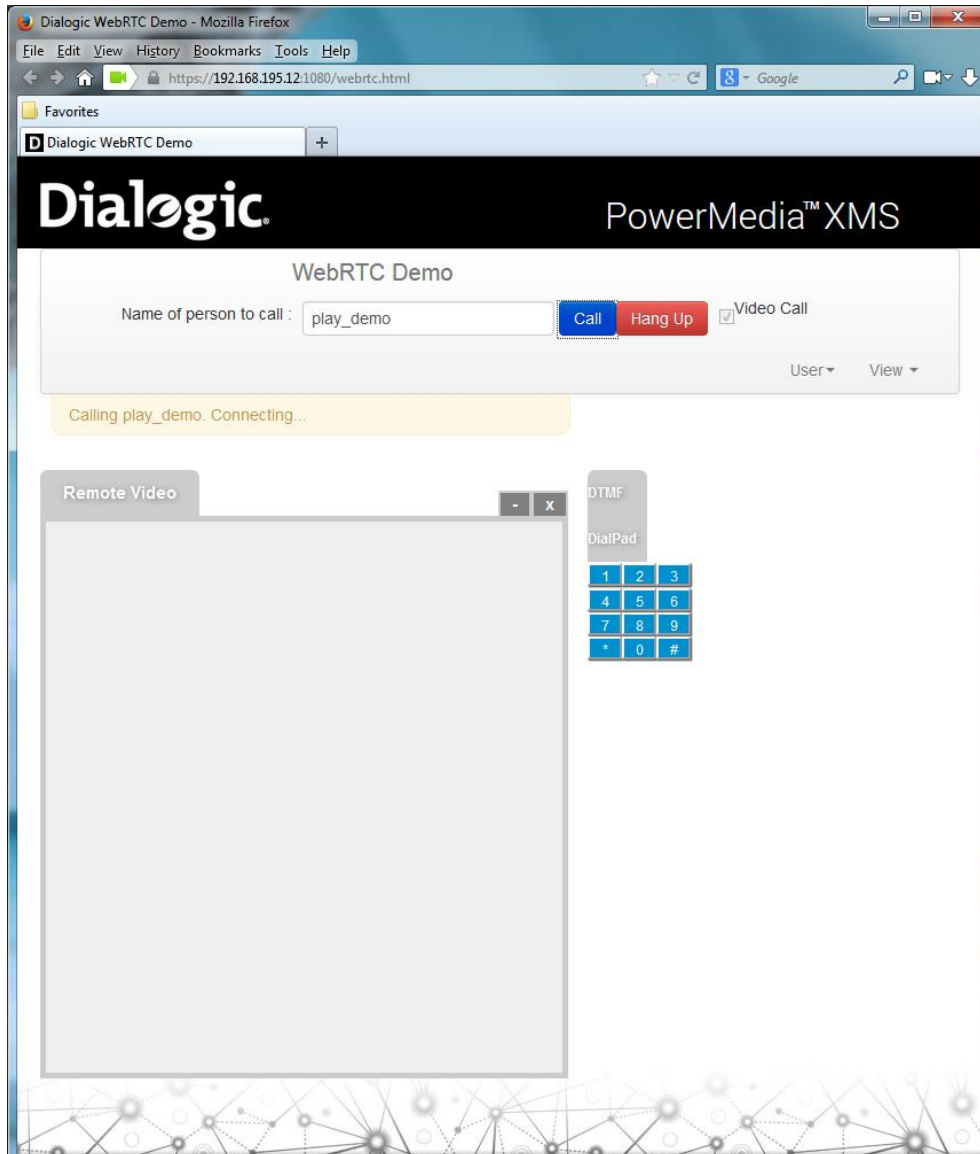 Dialogic WebRTC Demo - Mozilla Firefox
File Edit View History Bookmarks Tools Help
https://192.168.195.12:1080/webrtc.html
8 Google
Favorites
D Dialogic WebRTC Demo +
Dialogic.
PowerMedia™ XMS
WebRTC Demo
Name of person to call : play_demo Call Hang Up Video Call
User View
Calling play_demo. Connecting...
Remote Video - x
DTMF
DialPad
1 2 3
4 5 6
7 8 9
* 0 #